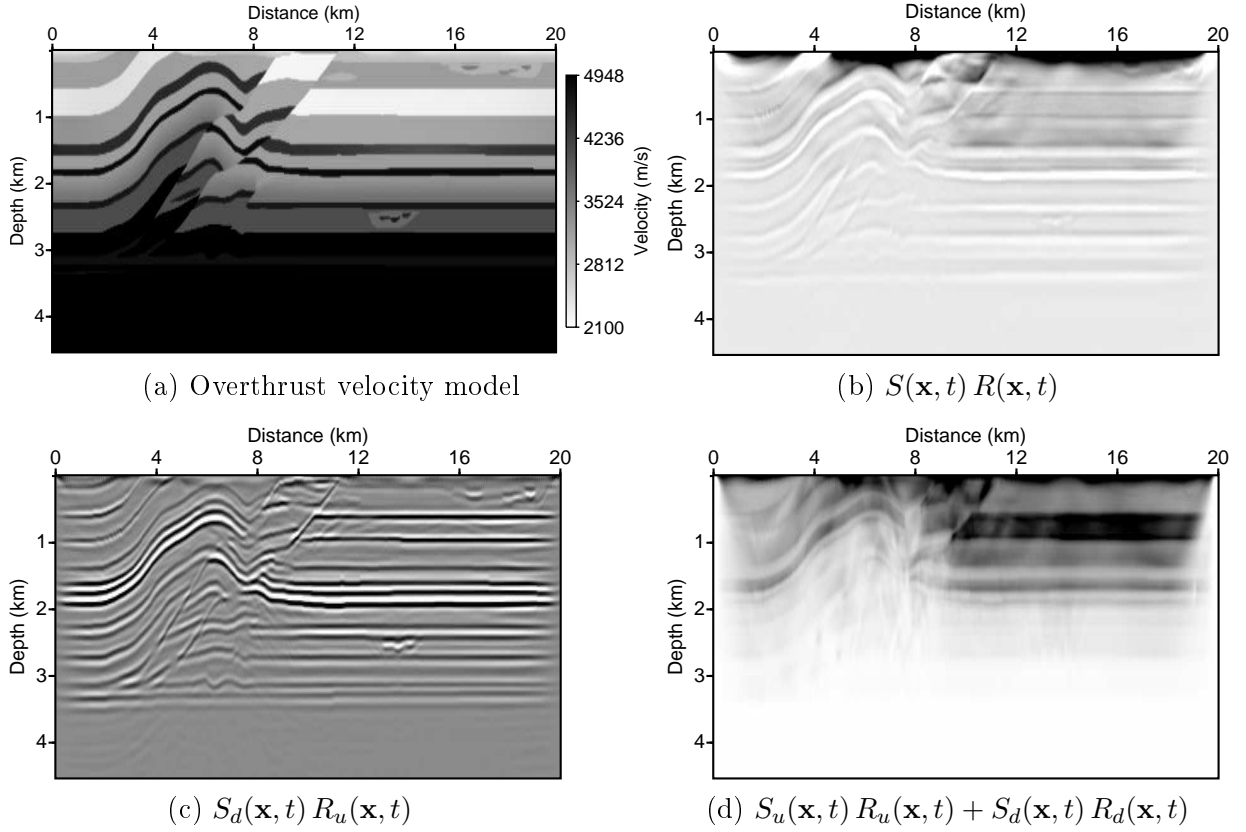 Distance (km)
0 4 8 12 16 20
Depth (km)
1
2
3
4
4948
4236
3524
2812
2100
Velocity (m/s)
(a) Overthrust velocity model
Distance (km)
0 4 8 12 16 20
Depth (km)
1
2
3
4
(b) S(x, t) R(x, t)
Distance (km)
0 4 8 12 16 20
Depth (km)
1
2
3
4
(c) S_d(x, t) R_u(x, t)
Distance (km)
0 4 8 12 16 20
Depth (km)
1
2
3
4
(d) S_u(x, t) R_u(x, t) + S_d(x, t) R_d(x, t)